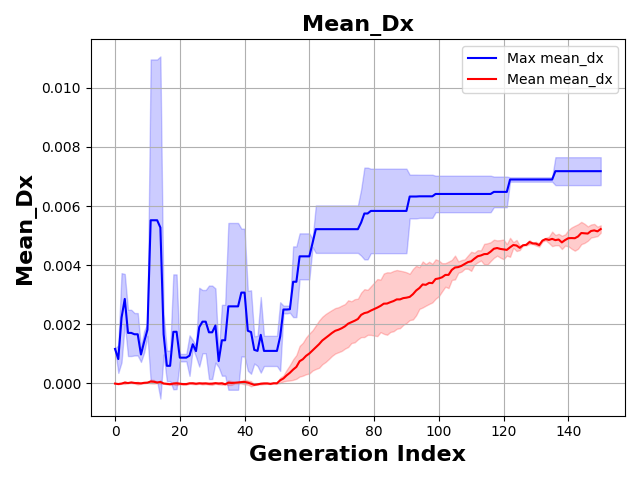 Mean_Dx
Max mean_dx
Mean mean_dx
Mean_Dx
0.010
0.008
0.006
0.004
0.002
0.000
0 20 40 60 80 100 120 140
Generation Index